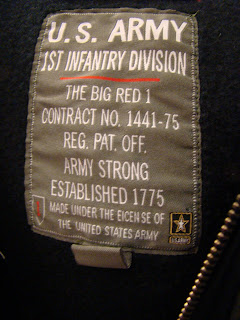 U.S. ARMY
1ST INFANTRY DIVISION
THE BIG RED 1
CONTRACT NO. 1441-75
REG. PAT. OFF.
ARMY STRONG
ESTABLISHED 1775
MADE UNDER THE EICENSE OF
THE UNITED STATES ARMY